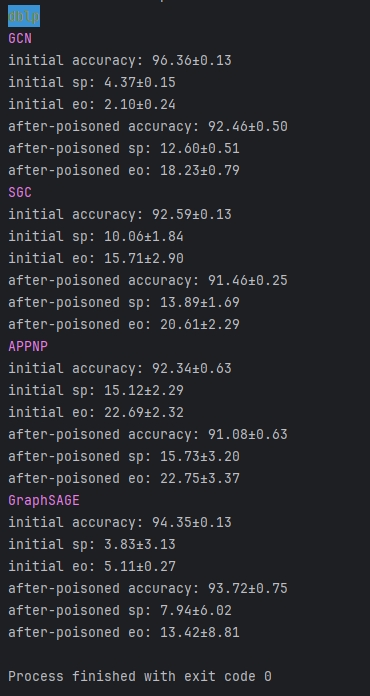 dblp
GCN
initial accuracy: 96.36±0.13
initial sp: 4.37±0.15
initial eo: 2.10±0.24
after-poisoned accuracy: 92.46±0.50
after-poisoned sp: 12.60±0.51
after-poisoned eo: 18.23±0.79
SGC
initial accuracy: 92.59±0.13
initial sp: 10.06±1.84
initial eo: 15.71±2.90
after-poisoned accuracy: 91.46±0.25
after-poisoned sp: 13.89±1.69
after-poisoned eo: 20.61±2.29
APPNP
initial accuracy: 92.34±0.63
initial sp: 15.12±2.29
initial eo: 22.69±2.32
after-poisoned accuracy: 91.08±0.63
after-poisoned sp: 15.73±3.20
after-poisoned eo: 22.75±3.37
GraphSAGE
initial accuracy: 94.35±0.13
initial sp: 3.83±3.13
initial eo: 5.11±0.27
after-poisoned accuracy: 93.72±0.75
after-poisoned sp: 7.94±6.02
after-poisoned eo: 13.42±8.81
Process finished with exit code 0